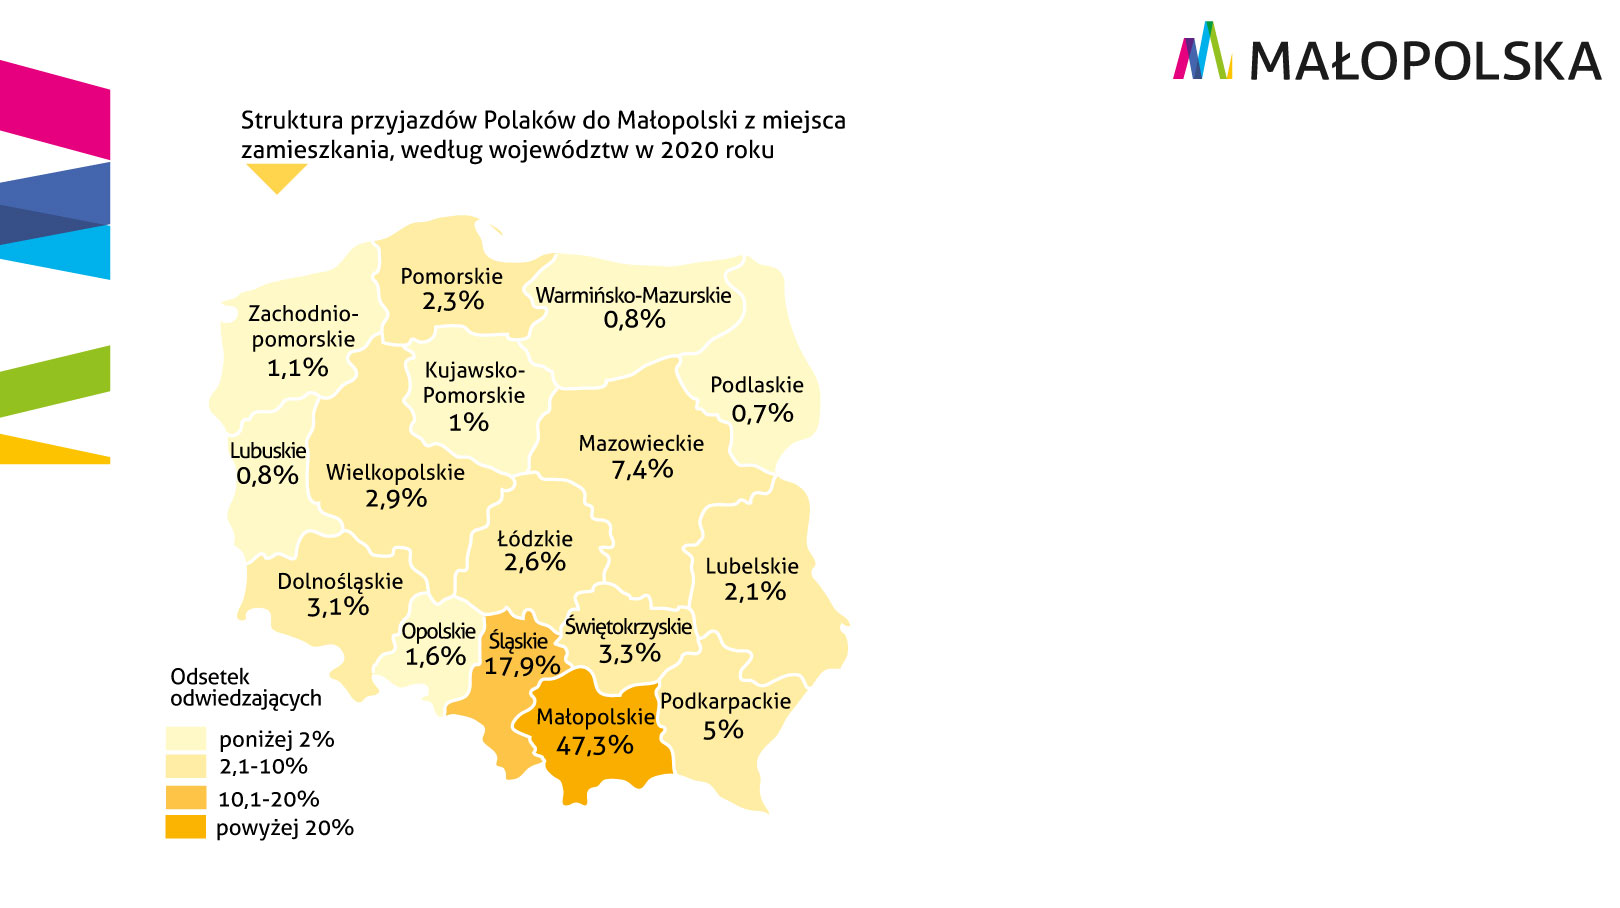 MAŁOPOLSKA
Struktura przyjazdów Polaków do Małopolski z miejsca
zamieszkania, według województw w 2020 roku
Pomorskie
2,3%
Warmińsko-Mazurskie
0,8%
Zachodnio-
pomorskie
1,1%
Kujawsko-
Pomorskie
1%
Podlaskie
0,7%
Mazowieckie
7,4%
Lubuskie
0,8%
Wielkopolskie
2,9%
Łódzkie
2,6%
Lubelskie
2,1%
Dolnośląskie
3,1%
Opolskie
1,6%
Śląskie
17,9%
Świętokrzyskie
3,3%
Małopolskie
47,3%
Podkarpackie
5%
Odsetek
odwiedzających
poniżej 2%
2,1-10%
10,1-20%
powyżej 20%